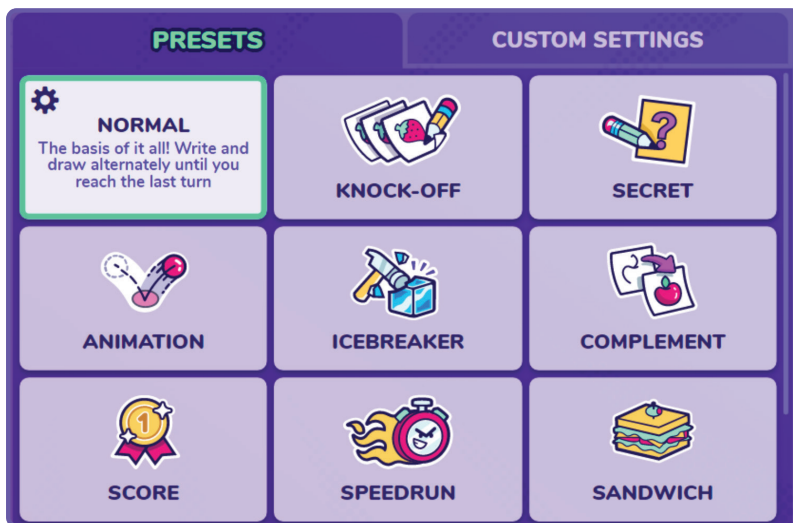 PRESETS
CUSTOM SETTINGS
NORMAL
The basis of it all! Write and
draw alternately until you
reach the last turn
KNOCK-OFF
?
SECRET
ANIMATION
ICEBREAKER
COMPLEMENT
1
SCORE
SPEEDRUN
SANDWICH